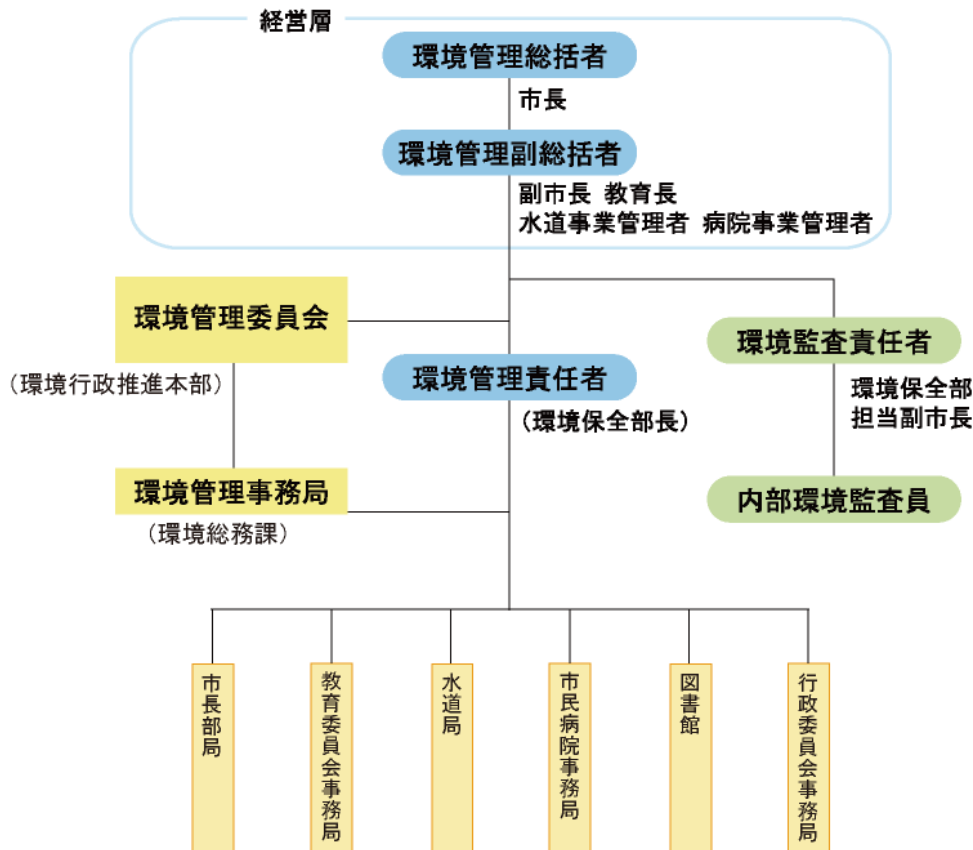 経営層
環境管理総括者
市長
環境管理副総括者
副市長 教育長
水道事業管理者 病院事業管理者
環境管理委員会
(環境行政推進本部)
環境管理責任者
(環境保全部長)
環境監査責任者
環境保全部
担当副市長
環境管理事務局
(環境総務課)
内部環境監査員
市長部局
教育委員会事務局
水道局
市民病院事務局
図書館
行政委員会事務局